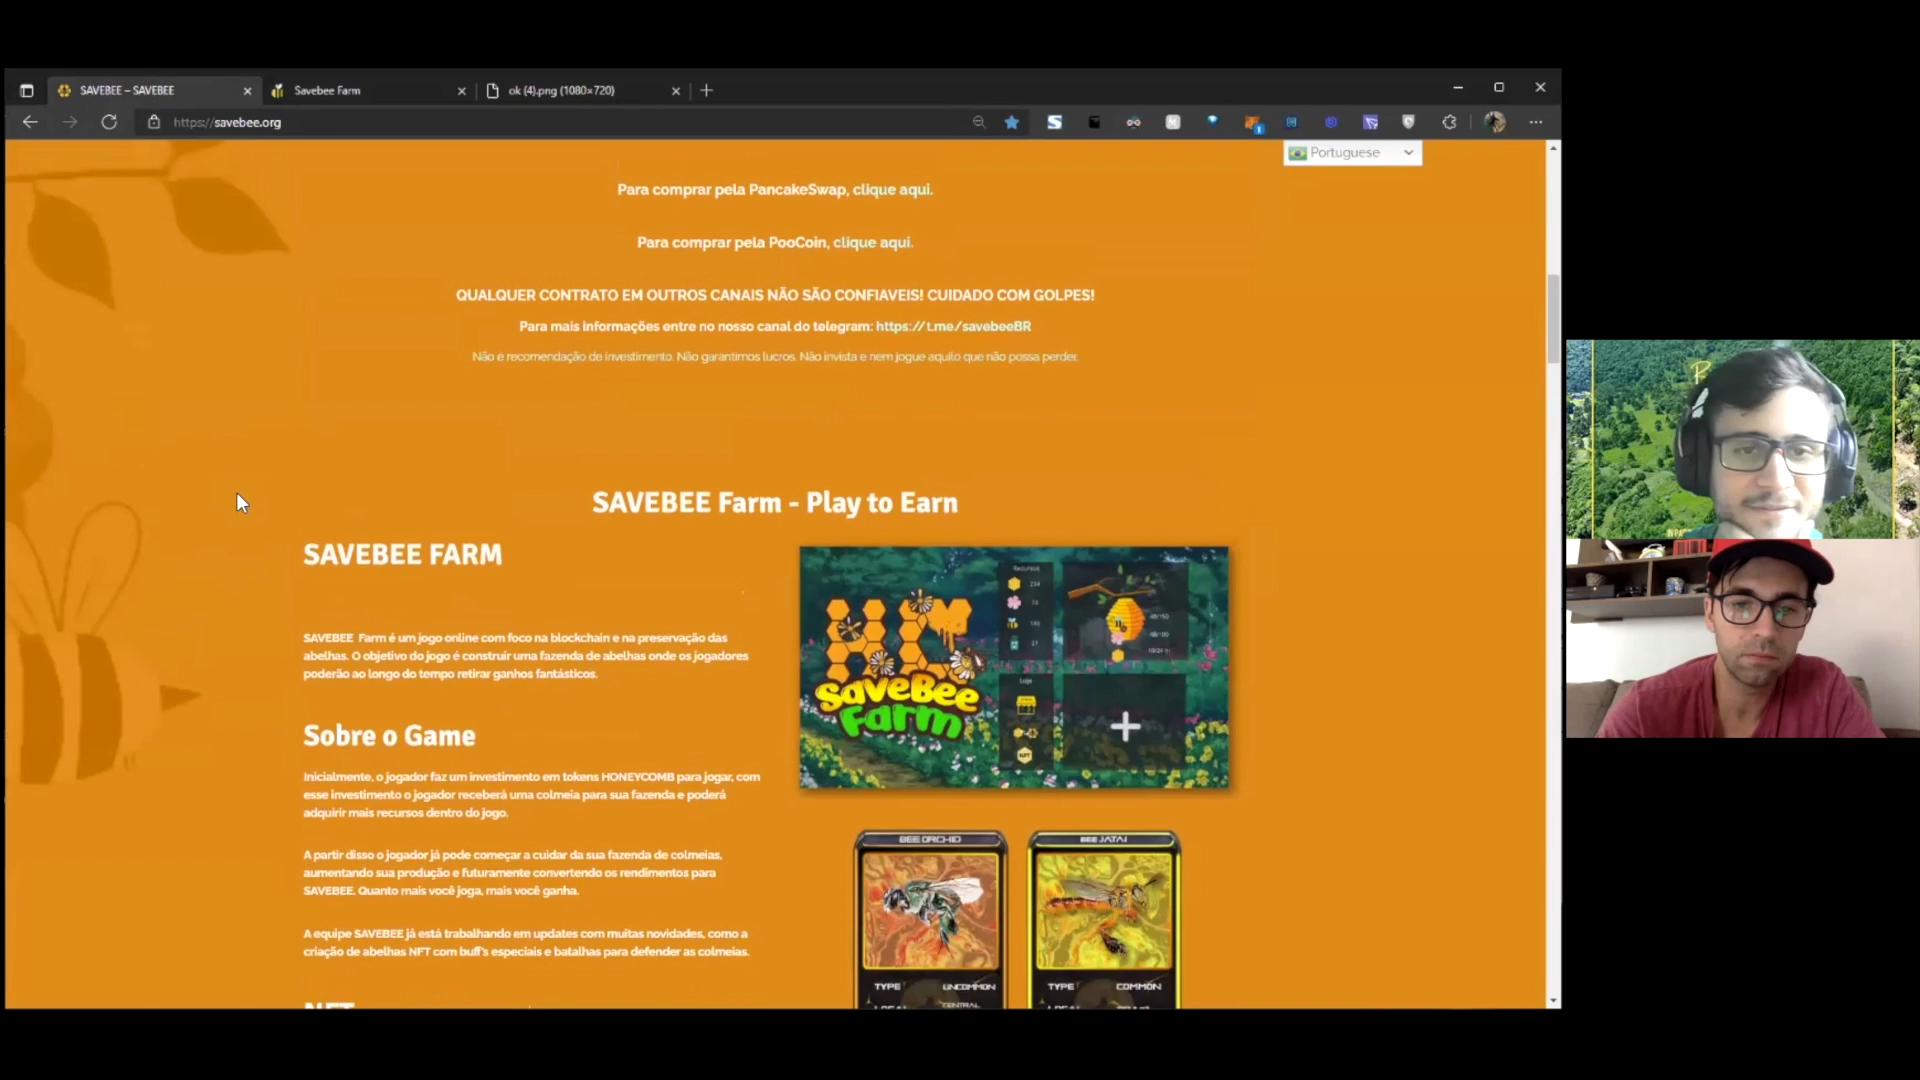 SAVEBEE – SAVEBEE
Savebee Farm
ok (4).png (1080×720)
https://savebee.org
Portuguese
Para comprar pela PancakeSwap, clique aqui.
Para comprar pela PooCoin, clique aqui.
QUALQUER CONTRATO EM OUTROS CANAIS NÃO SÃO CONFIAVEIS! CUIDADO COM GOLPES!
Para mais informações entre no nosso canal do telegram: https://t.me/savebeeBR
Não é recomendação de investimento. Não garantimos lucros. Não invista e nem jogue aquilo que não possa perder.
SAVEBEE Farm - Play to Earn
SAVEBEE FARM
SAVEBEE Farm é um jogo online com foco na blockchain e na preservação das
abelhas. O objetivo do jogo é construir uma fazenda de abelhas onde os jogadores
poderão ao longo do tempo retirar ganhos fantásticos.
Sobre o Game
Inicialmente, o jogador faz um investimento em tokens HONEYCOMB para jogar, com
esse investimento o jogador receberá uma colmeia para sua fazenda e poderá
adquirir mais recursos dentro do jogo.
A partir disso o jogador já pode começar a cuidar da sua fazenda de colmeias,
aumentando sua produção e futuramente convertendo os rendimentos para
SAVEBEE. Quanto mais você joga, mais você ganha.
A equipe SAVEBEE já está trabalhando em updates com muitas novidades, como a
criação de abelhas NFT com buff's especiais e batalhas para defender as colmeias.
NFT
HC
SaveBee
Farm
Recursos
234
Loja
BEE ORCHID
TYPE UNCOMMON
LOCAL CENTRAL
BEE JATAI
TYPE COMMON